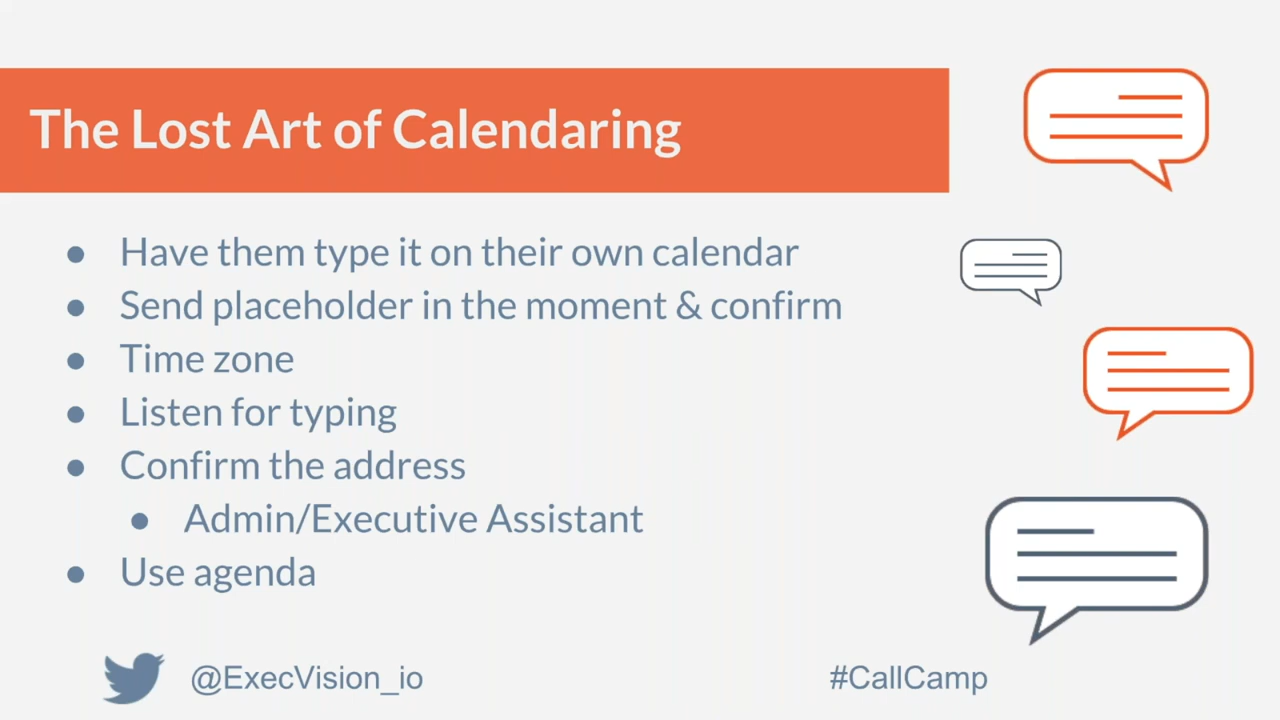 The Lost Art of Calendaring
● Have them type it on their own calendar
● Send placeholder in the moment & confirm
● Time zone
● Listen for typing
● Confirm the address
● Admin/Executive Assistant
● Use agenda
@ExecVision_io
#CallCamp